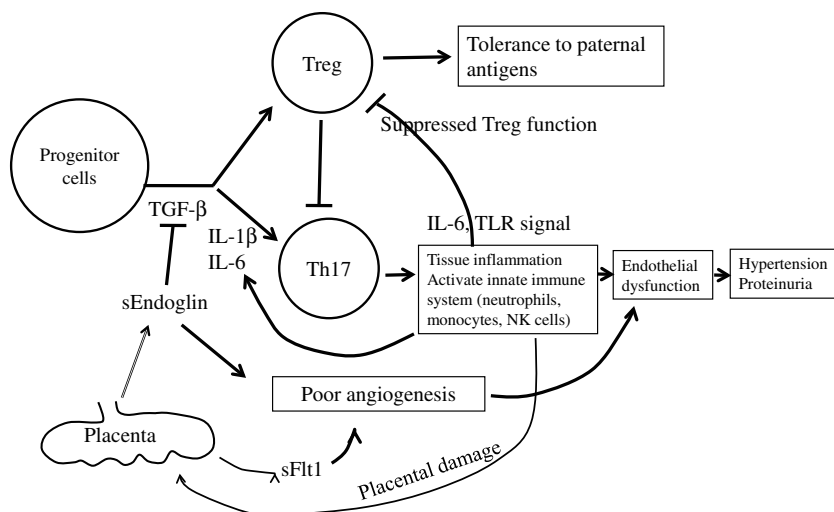 Treg
Tolerance to paternal
antigens
Suppressed Treg function
Progenitor
cells
TGF-β
IL-1β
IL-6
Th17
IL-6, TLR signal
Tissue inflammation
Activate innate immune
system (neutrophils,
monocytes, NK cells)
Endothelial
dysfunction
Hypertension
Proteinuria
sEndoglin
Poor angiogenesis
Placenta
sFlt1
Placental damage